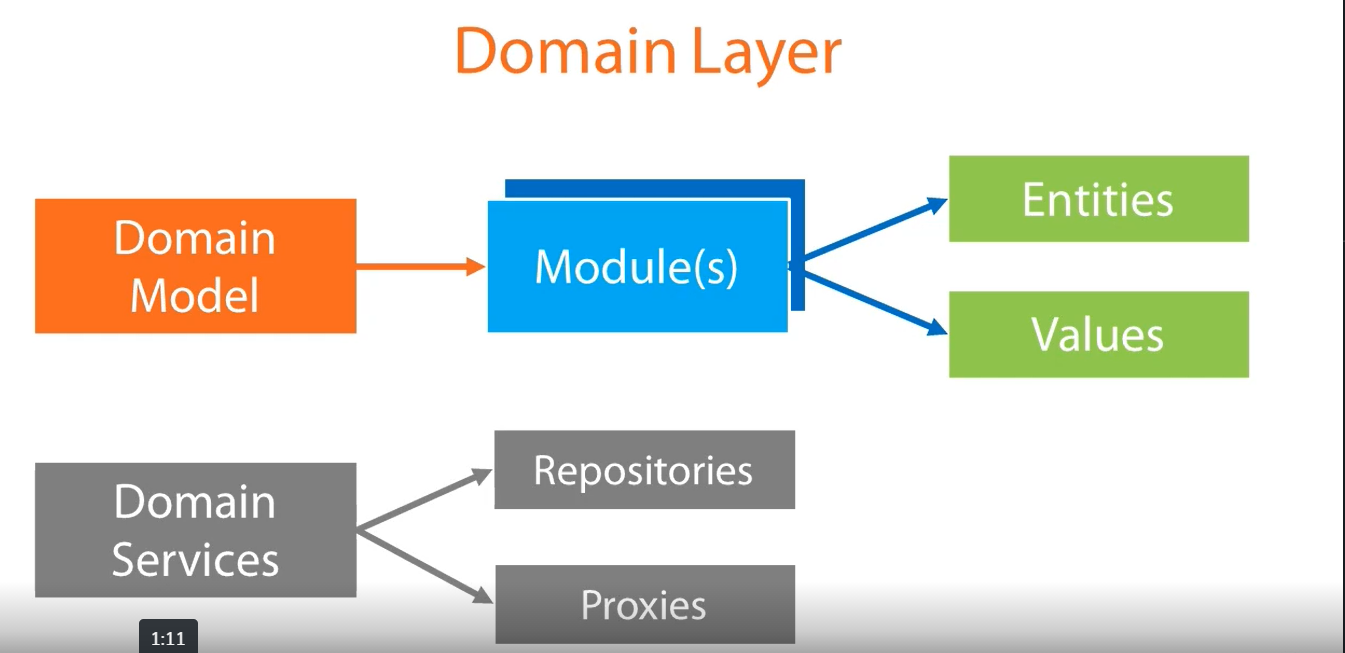 Domain Layer
Domain
Model
Module(s)
Entities
Values
Domain
Services
Repositories
Proxies
1:11